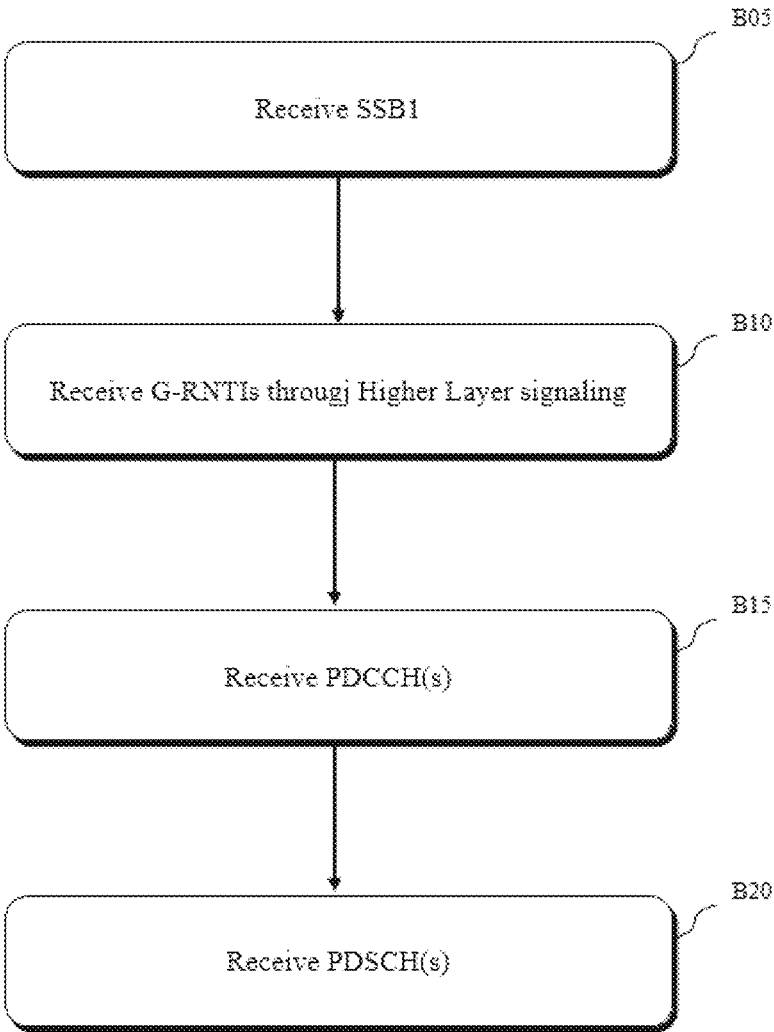 B05
Receive SSB1
B10
Receive G-RNTIs througj Higher Layer signaling
B15
Receive PDCCH(s)
B20
Receive PDSCH(s)